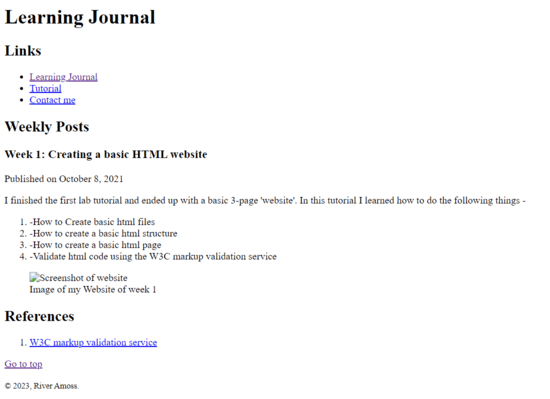 Learning Journal
Links
• Learning Journal
• Tutorial
• Contact me
Weekly Posts
Week 1: Creating a basic HTML website
Published on October 8, 2021
I finished the first lab tutorial and ended up with a basic 3-page 'website'. In this tutorial I learned how to do the following things -
1. -How to Create basic html files
2. -How to create a basic html structure
3. -How to create a basic html page
4. -Validate html code using the W3C markup validation service
Screenshot of website
Image of my Website of week 1
References
1. W3C markup validation service
Go to top
© 2023, River Amoss.